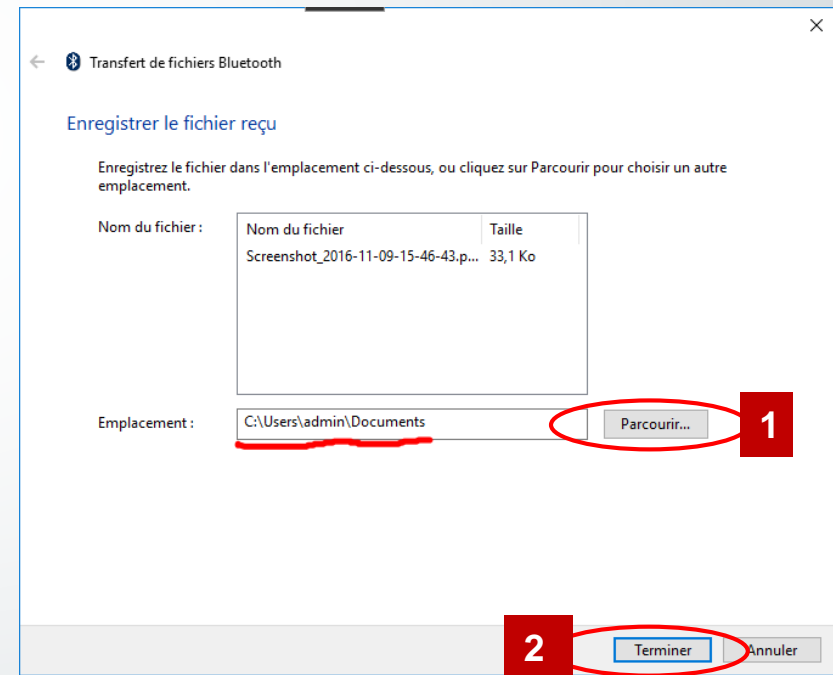 Transfert de fichiers Bluetooth
Enregistrer le fichier reçu
Enregistrez le fichier dans l'emplacement ci-dessous, ou cliquez sur Parcourir pour choisir un autre
emplacement.
Nom du fichier :
Nom du fichier Taille
Screenshot_2016-11-09-15-46-43.p... 33,1 Ko
Emplacement :
C:\Users\admin\Documents
Parcourir...
1
2
Terminer
Annuler